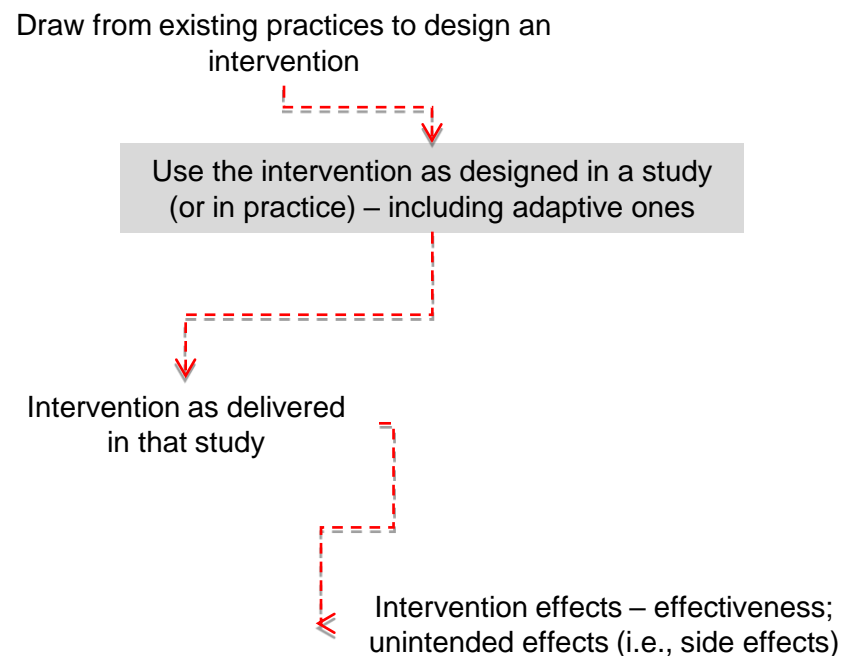 Draw from existing practices to design an
intervention
Use the intervention as designed in a study
(or in practice) – including adaptive ones
Intervention as delivered
in that study
Intervention effects – effectiveness;
unintended effects (i.e., side effects)